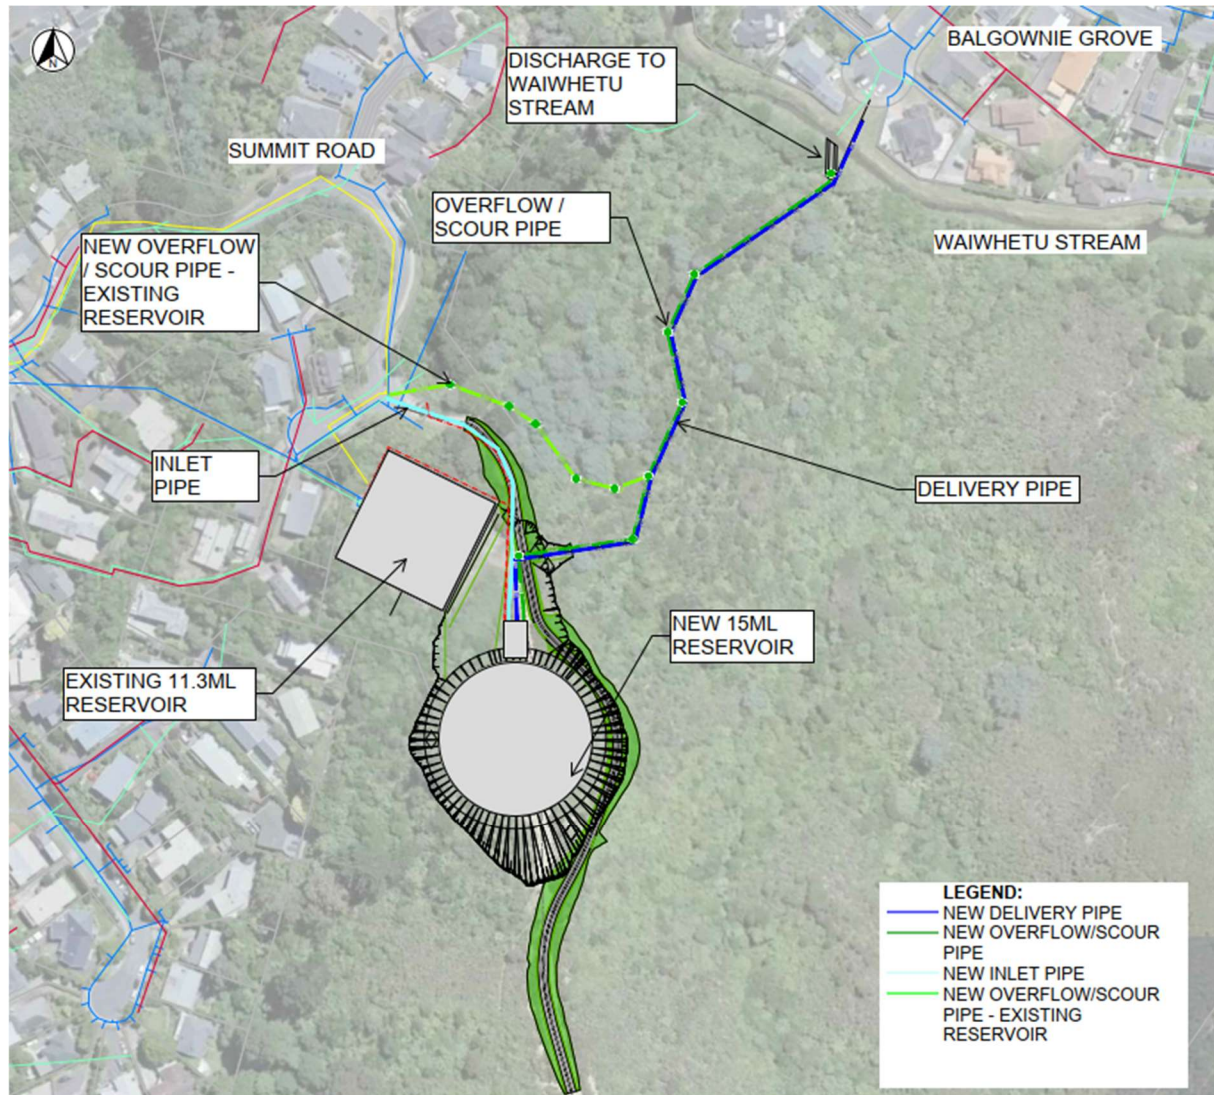 N
BALGOWNIE GROVE
DISCHARGE TO
WAIWHETU
STREAM
SUMMIT ROAD
OVERFLOW /
SCOUR PIPE
WAIWHETU STREAM
NEW OVERFLOW
/ SCOUR PIPE -
EXISTING
RESERVOIR
INLET
PIPE
DELIVERY PIPE
NEW 15ML
RESERVOIR
EXISTING 11.3ML
RESERVOIR
LEGEND:
NEW DELIVERY PIPE
NEW OVERFLOW/SCOUR
PIPE
NEW INLET PIPE
NEW OVERFLOW/SCOUR
PIPE - EXISTING
RESERVOIR